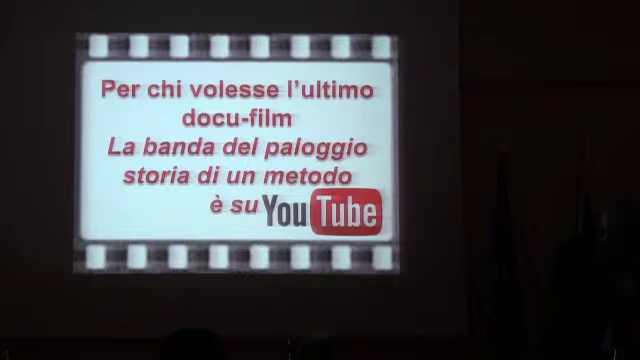 Per chi volesse l'ultimo
docu-film
La banda del paloggio
storia di un metodo
è su YouTube